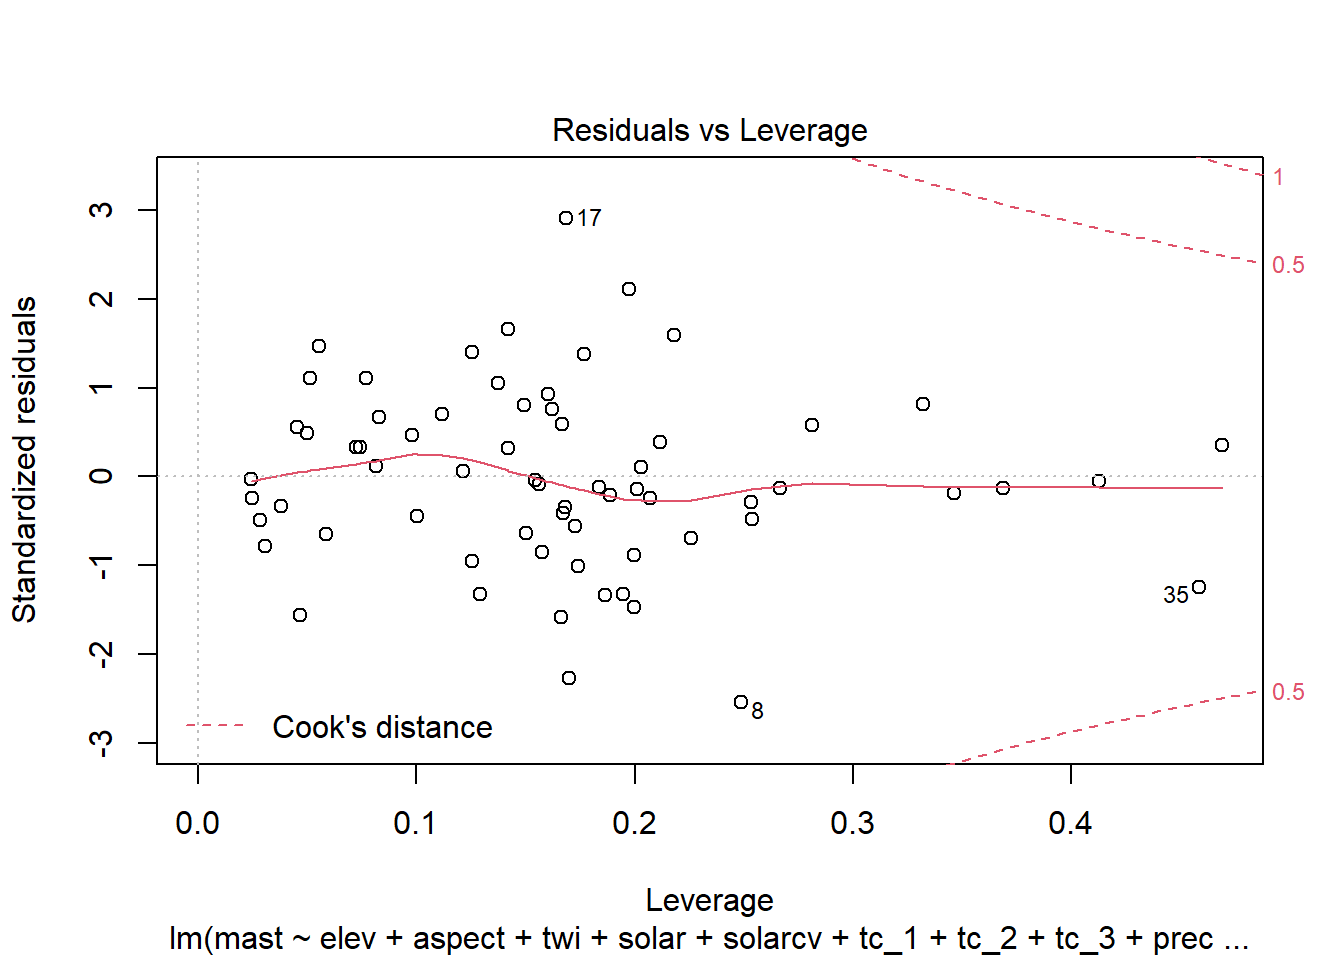 Residuals vs Leverage
Standardized residuals
3
2
1
0
-1
-2
-3
17
8
35
1
0.5
0.5
Cook's distance
0.0 0.1 0.2 0.3 0.4
Leverage
lm(mast ~ elev + aspect + twi + solar + solarcv + tc_1 + tc_2 + tc_3 + prec ...